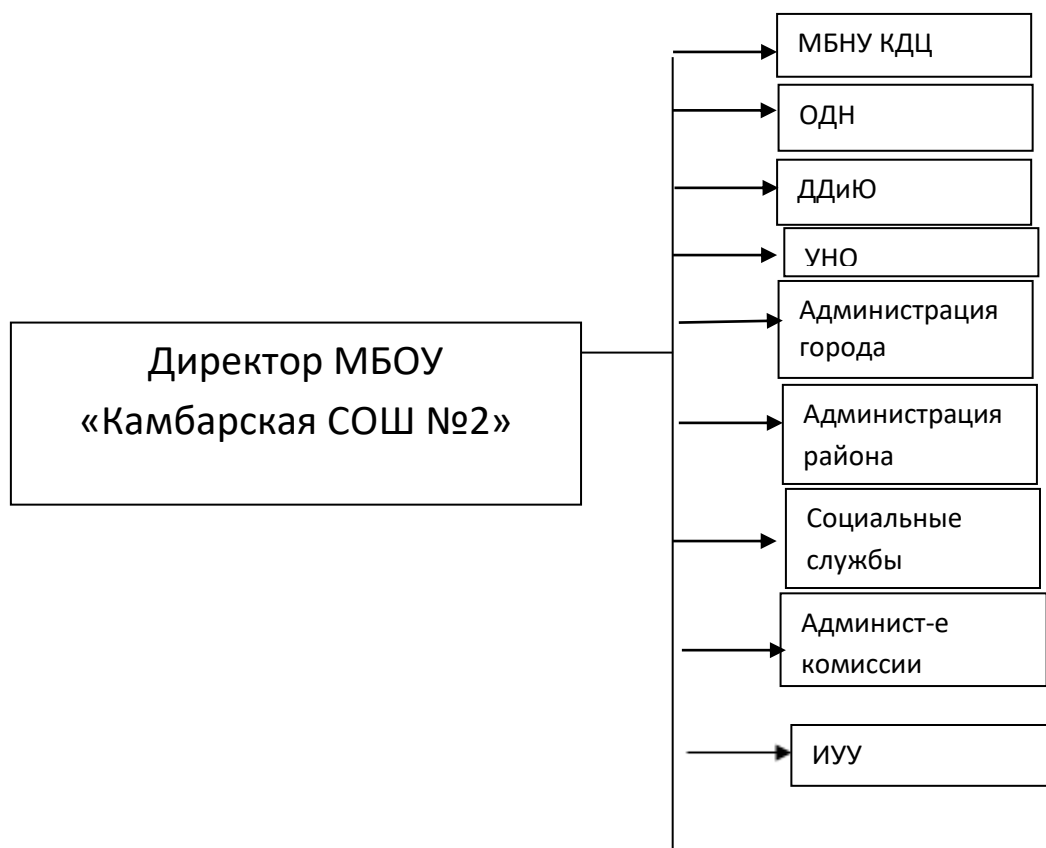 МБНУ КДЦ
ОДН
ДДиЮ
УНО
Администрация
города
Директор МБОУ
«Камбарская СОШ №2»
Администрация
района
Социальные
службы
Админист-е
комиссии
ИУУ